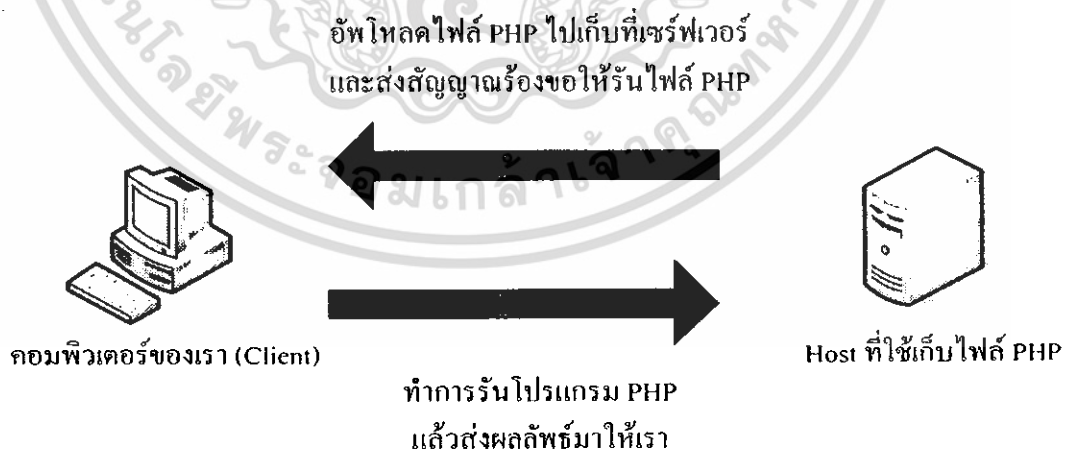 อัพโหลดไฟล์ PHP ไปเก็บที่เซร์ฟเวอร์
และส่งสัญญาณร้องขอให้รันไฟล์ PHP
คอมพิวเตอร์ของเรา (Client)
Host ที่ใช้เก็บไฟล์ PHP
ทำการรันโปรแกรม PHP
แล้วส่งผลลัพธ์มาให้เรา